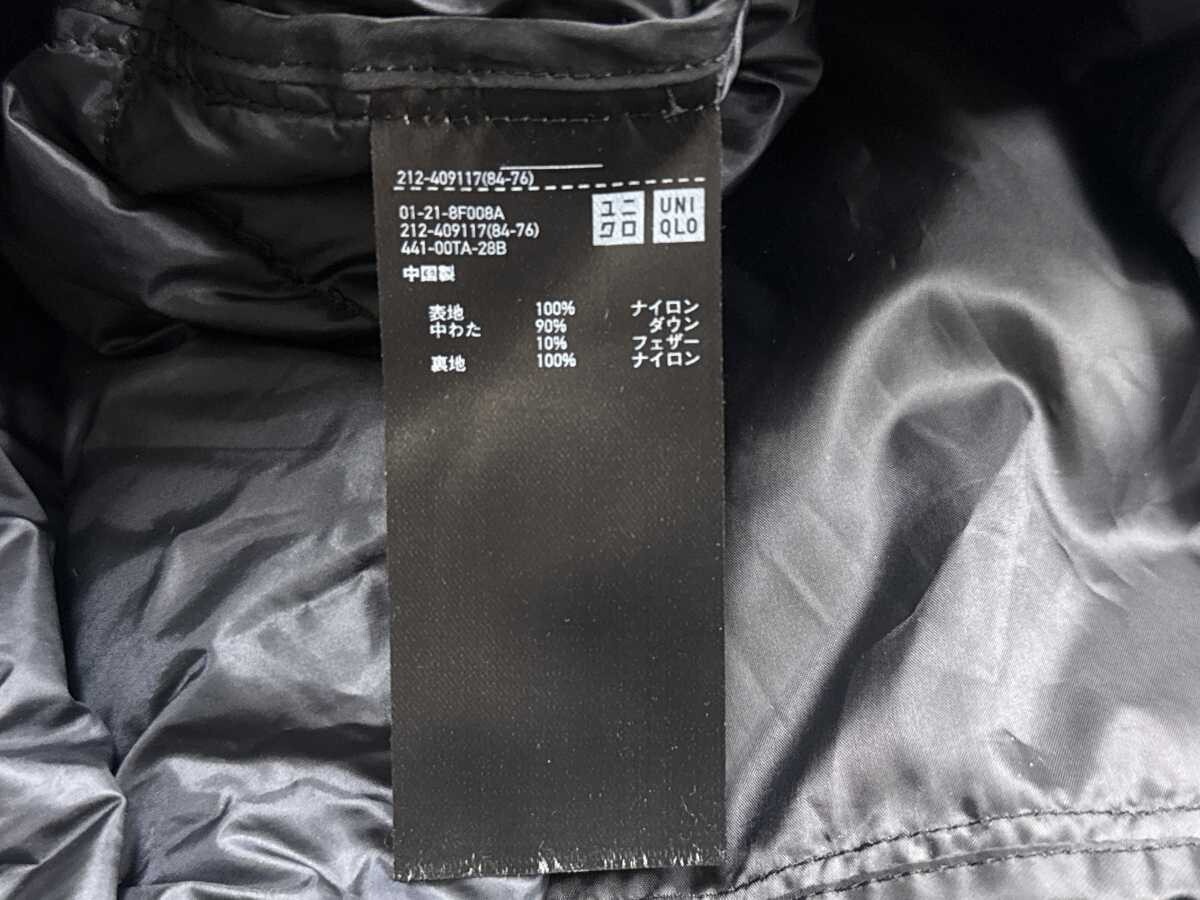 212-409117(84-76)
01-21-8F008A
212-409117(84-76)
441-00TA-28B
ユニクロ
UNIQLO
中国製
表地 100% ナイロン
中わた 90% ダウン
10% フェザー
裏地 100% ナイロン